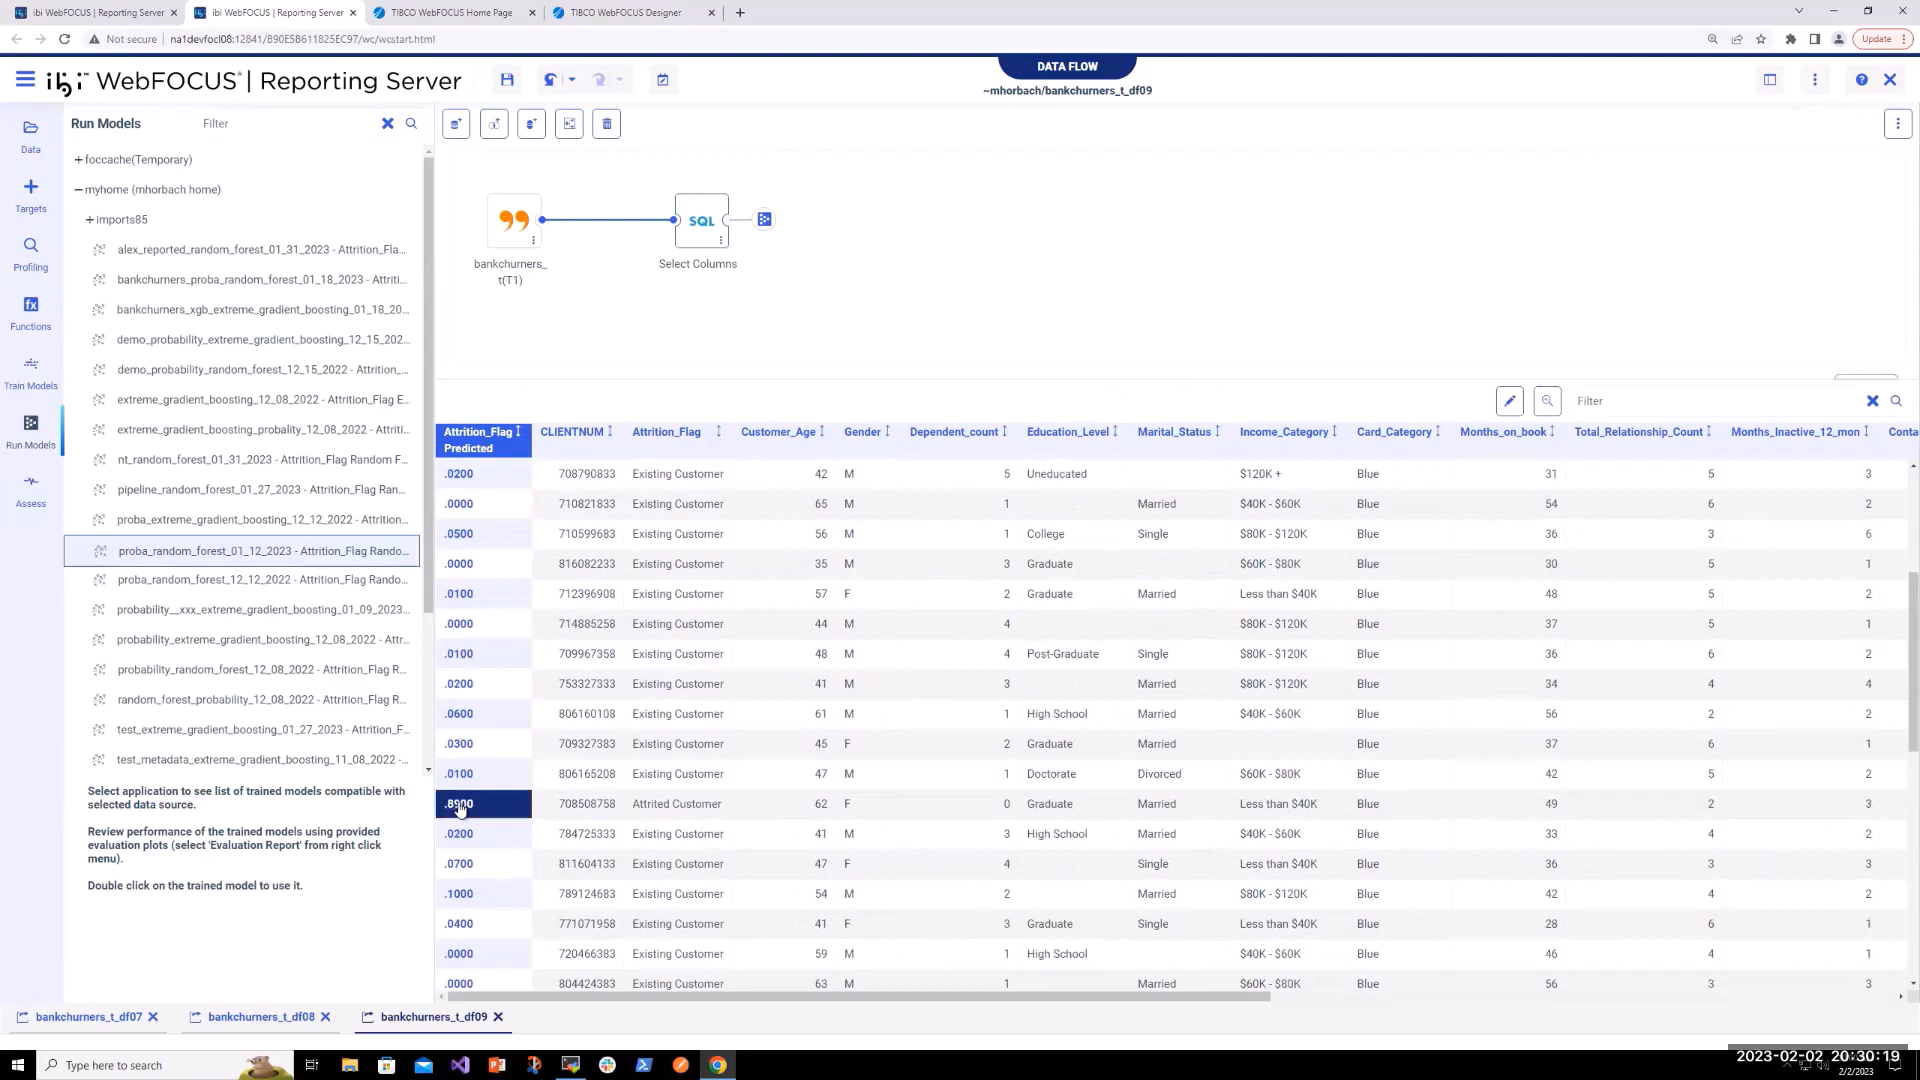 ibi WebFOCUS | Reporting Server
ibi WebFOCUS | Reporting Server
TIBCO WebFOCUS Home Page
TIBCO WebFOCUS Designer
Not secure | na1devfocl08:12841/B90E5B611825EC97/wc/wcstart.html
Update
ibi WebFOCUS | Reporting Server
DATA FLOW
~mhorbach/bankchurners_t_df09
Data
Targets
Profiling
fx
Functions
Train Models
Run Models
Assess
Run Models
Filter
+ foccache(Temporary)
− myhome (mhorbach home)
+ imports85
alex_reported_random_forest_01_31_2023 - Attrition_Fla...
bankchurners_proba_random_forest_01_18_2023 - Attriti...
bankchurners_xgb_extreme_gradient_boosting_01_18_20...
demo_probability_extreme_gradient_boosting_12_15_202...
demo_probability_random_forest_12_15_2022 - Attrition_...
extreme_gradient_boosting_12_08_2022 - Attrition_Flag E...
extreme_gradient_boosting_probality_12_08_2022 - Attriti...
nt_random_forest_01_31_2023 - Attrition_Flag Random F...
pipeline_random_forest_01_27_2023 - Attrition_Flag Ran...
proba_extreme_gradient_boosting_12_12_2022 - Attrition...
proba_random_forest_01_12_2023 - Attrition_Flag Rando...
proba_random_forest_12_12_2022 - Attrition_Flag Rando...
probability__xxx_extreme_gradient_boosting_01_09_2023...
probability_extreme_gradient_boosting_12_08_2022 - Attr...
probability_random_forest_12_08_2022 - Attrition_Flag R...
random_forest_probability_12_08_2022 - Attrition_Flag R...
test_extreme_gradient_boosting_01_27_2023 - Attrition_F...
test_metadata_extreme_gradient_boosting_11_08_2022 -...
Select application to see list of trained models compatible with
selected data source.
Review performance of the trained models using provided
evaluation plots (select 'Evaluation Report' from right click
menu).
Double click on the trained model to use it.
SQL
bankchurners_
t(T1)
Select Columns
Filter
Attrition_Flag Predicted CLIENTNUM Attrition_Flag Customer_Age Gender Dependent_count Education_Level Marital_Status Income_Category Card_Category Months_on_book Total_Relationship_Count Months_Inactive_12_mon Conta
.0200 708790833 Existing Customer 42 M 5 Uneducated $120K + Blue 31 5 3
.0000 710821833 Existing Customer 65 M 1 Married $40K - $60K Blue 54 6 2
.0500 710599683 Existing Customer 56 M 1 College Single $80K - $120K Blue 36 3 6
.0000 816082233 Existing Customer 35 M 3 Graduate $60K - $80K Blue 30 5 1
.0100 712396908 Existing Customer 57 F 2 Graduate Married Less than $40K Blue 48 5 2
.0000 714885258 Existing Customer 44 M 4 $80K - $120K Blue 37 5 1
.0100 709967358 Existing Customer 48 M 4 Post-Graduate Single $80K - $120K Blue 36 6 2
.0200 753327333 Existing Customer 41 M 3 Married $80K - $120K Blue 34 4 4
.0600 806160108 Existing Customer 61 M 1 High School Married $40K - $60K Blue 56 2 2
.0300 709327383 Existing Customer 45 F 2 Graduate Married Blue 37 6 1
.0100 806165208 Existing Customer 47 M 1 Doctorate Divorced $60K - $80K Blue 42 5 2
708508758 Attrited Customer 62 F 0 Graduate Married Less than $40K Blue 49 2 3
.0200 784725333 Existing Customer 41 M 3 High School Married $40K - $60K Blue 33 4 2
.0700 811604133 Existing Customer 47 F 4 Single Less than $40K Blue 36 3 3
.1000 789124683 Existing Customer 54 M 2 Married $80K - $120K Blue 42 4 2
.0400 771071958 Existing Customer 41 F 3 Graduate Single Less than $40K Blue 28 6 1
.0000 720466383 Existing Customer 59 M 1 High School $40K - $60K Blue 46 4 1
.0000 804424383 Existing Customer 63 M 1 Married $60K - $80K Blue 56 3 3
bankchurners_t_df07
bankchurners_t_df08
bankchurners_t_df09
Type here to search
2023-02-02 20:30:19
2/2/2023